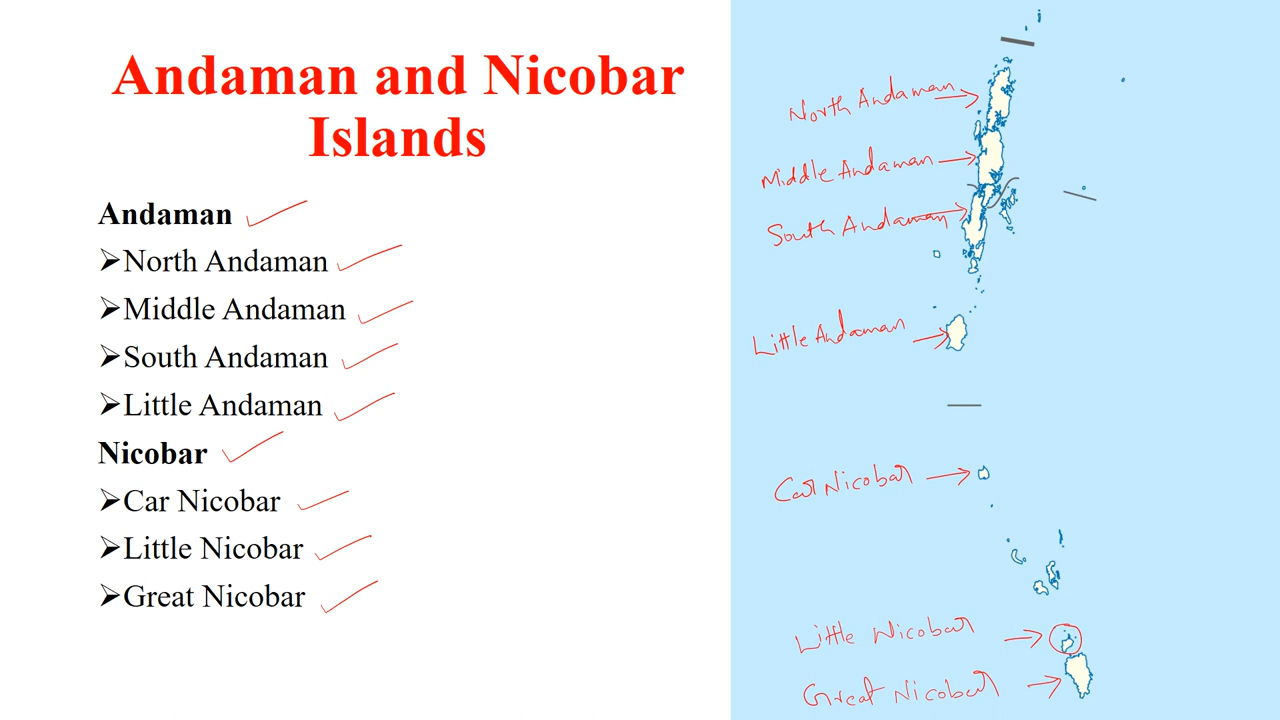 Andaman and Nicobar
Islands
Andaman
➢North Andaman
➢Middle Andaman
➢South Andaman
➢Little Andaman
Nicobar
➢Car Nicobar
➢Little Nicobar
➢Great Nicobar
North Andaman
Middle Andaman
South Andaman
Little Andaman
Car Nicobar
Little Nicobar
Great Nicobar